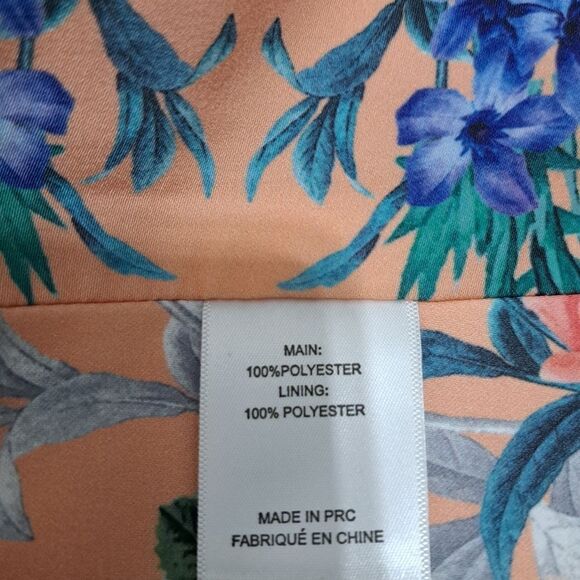 MAIN:
100%POLYESTER
LINING:
100% POLYESTER
MADE IN PRC
FABRIQUÉ EN CHINE